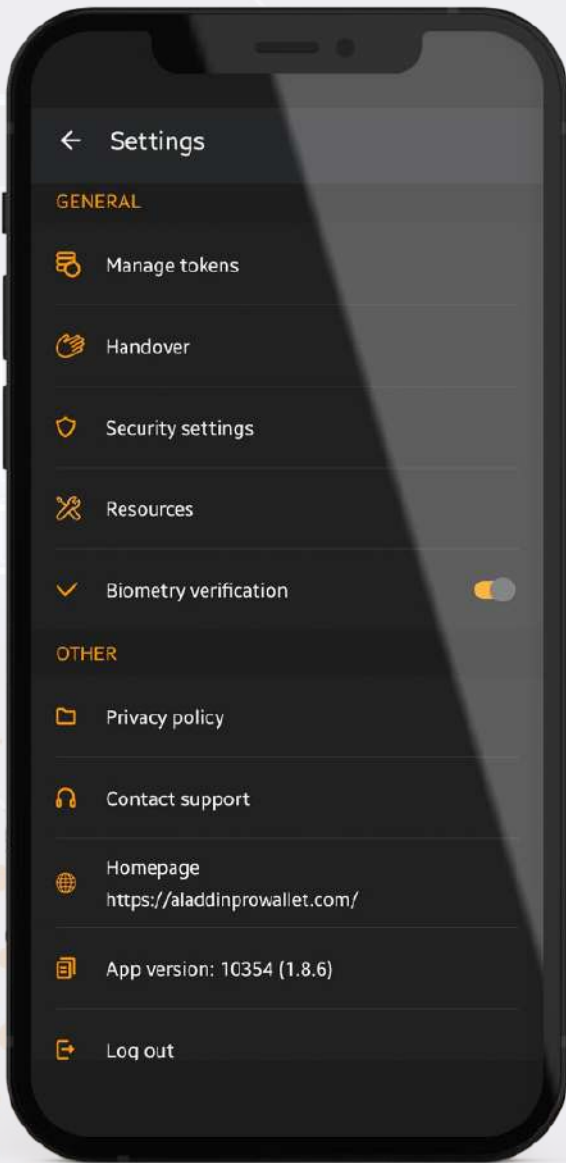 Settings
GENERAL
Manage tokens
Handover
Security settings
Resources
Biometry verification
OTHER
Privacy policy
Contact support
Homepage
https://aladdinprowallet.com/
App version: 10354 (1.8.6)
Log out